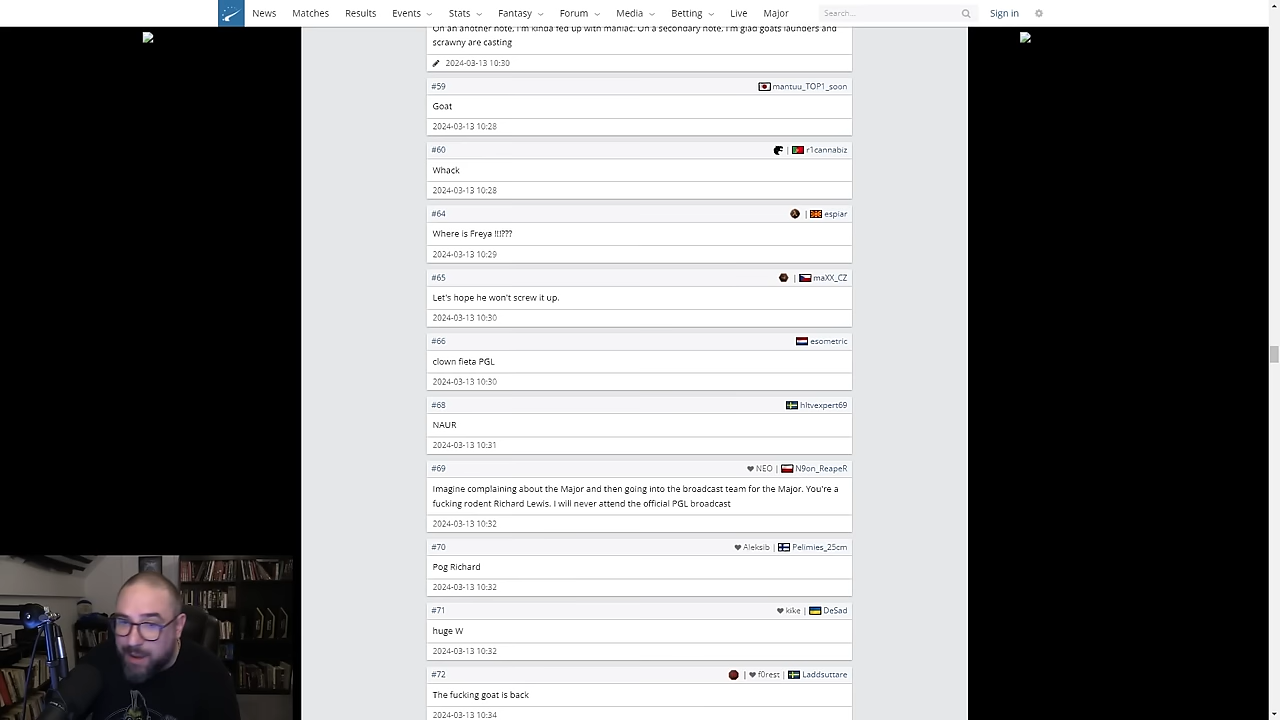 News Matches Results Events Stats Fantasy Forum Media Betting Live Major Search... Sign in
On an another note, I'm kinda fed up with maniac. On a secondary note, I'm glad goats launders and
scrawny are casting
2024-03-13 10:30
#59 mantuu_TOP1_soon
Goat
2024-03-13 10:28
#60 | r1cannabiz
Whack
2024-03-13 10:28
#64 | espiar
Where is Freya !!!???
2024-03-13 10:29
#65 | maXX_CZ
Let's hope he won't screw it up.
2024-03-13 10:30
#66 esometric
clown fieta PGL
2024-03-13 10:30
#68 hltvexpert69
NAUR
2024-03-13 10:31
#69 NEO | N9on_ReapeR
Imagine complaining about the Major and then going into the broadcast team for the Major. You're a
fucking rodent Richard Lewis. I will never attend the official PGL broadcast
2024-03-13 10:32
#70 Aleksib | Pelimies_25cm
Pog Richard
2024-03-13 10:32
#71 kike | DeSad
huge W
2024-03-13 10:32
#72 | f0rest | Laddsuttare
The fucking goat is back
2024-03-13 10:34